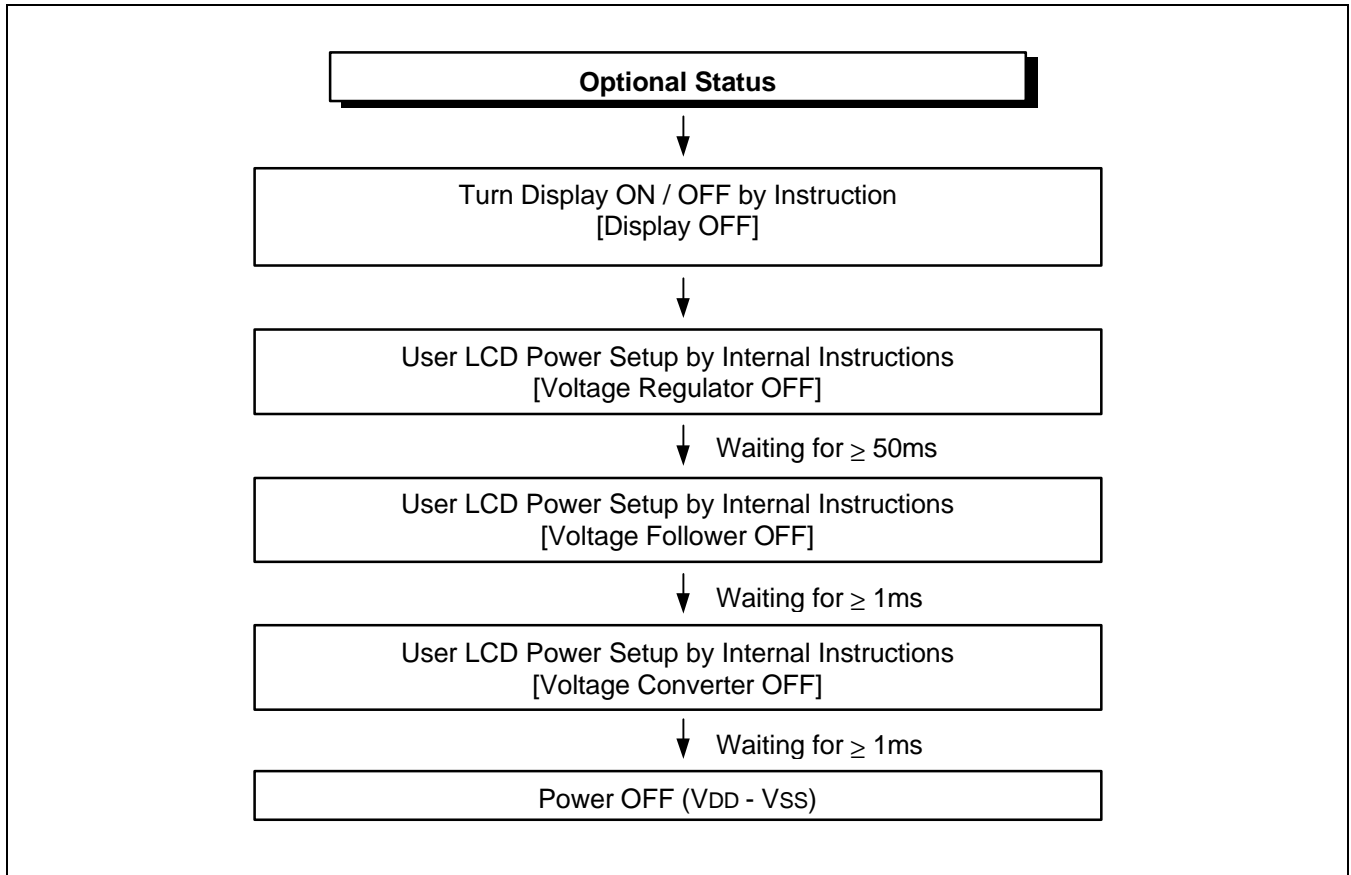 Optional Status
Turn Display ON / OFF by Instruction
[Display OFF]
User LCD Power Setup by Internal Instructions
[Voltage Regulator OFF]
Waiting for ≥ 50ms
User LCD Power Setup by Internal Instructions
[Voltage Follower OFF]
Waiting for ≥ 1ms
User LCD Power Setup by Internal Instructions
[Voltage Converter OFF]
Waiting for ≥ 1ms
Power OFF (VDD - VSS)